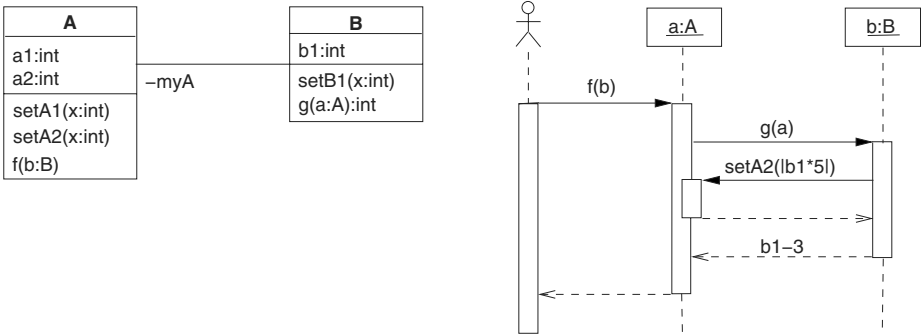 A
a1:int
a2:int
setA1(x:int)
setA2(x:int)
f(b:B)
−myA
B
b1:int
setB1(x:int)
g(a:A):int
a:A
b:B
f(b)
g(a)
setA2(|b1*5|)
b1−3